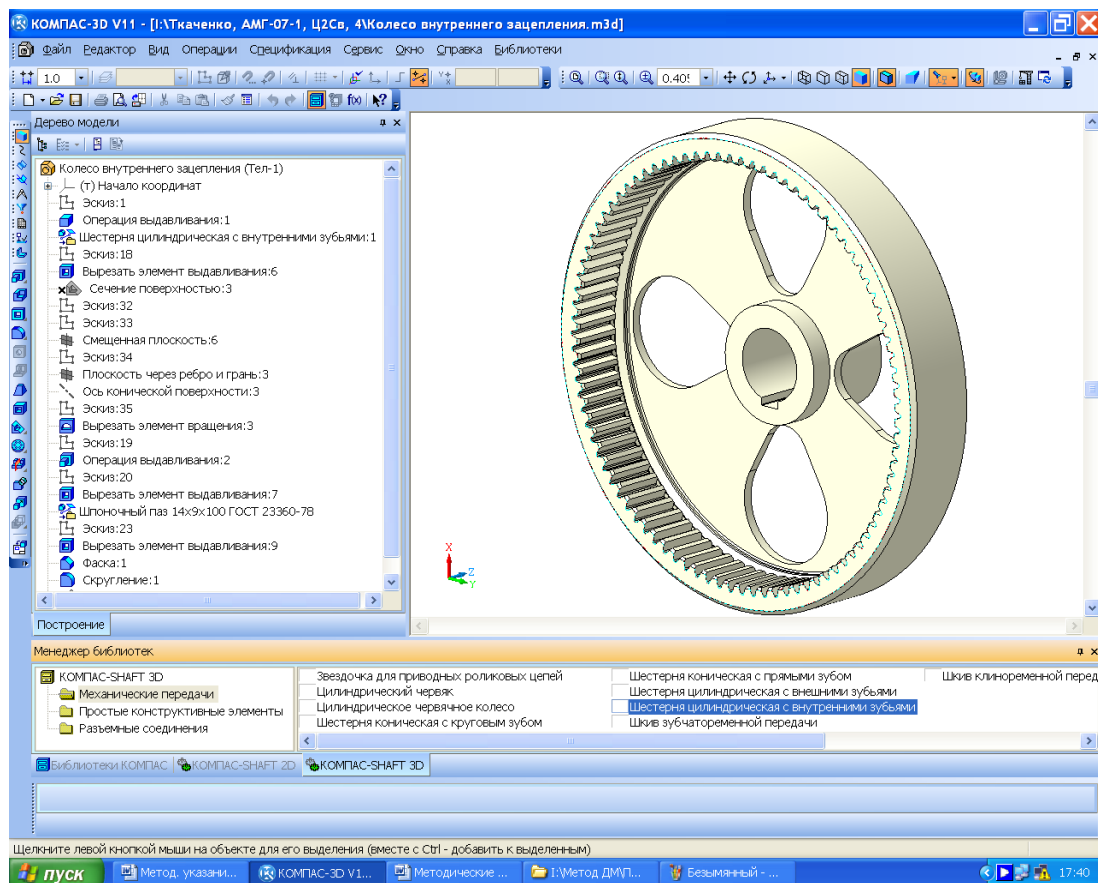 КОМПАС-3D V11 - [I:\Ткаченко, АМГ-07-1, Ц2Св, 4\Колесо внутреннего зацепления.m3d]
Файл Редактор Вид Операции Спецификация Сервис Окно Справка Библиотеки
1.0
0.40
f(x)
Дерево модели
Колесо внутреннего зацепления (Тел-1)
(т) Начало координат
Эскиз:1
Операция выдавливания:1
Шестерня цилиндрическая с внутренними зубьями:1
Эскиз:18
Вырезать элемент выдавливания:6
Сечение поверхностью:3
Эскиз:32
Эскиз:33
Смещенная плоскость:6
Эскиз:34
Плоскость через ребро и грань:3
Ось конической поверхности:3
Эскиз:35
Вырезать элемент вращения:3
Эскиз:19
Операция выдавливания:2
Эскиз:20
Вырезать элемент выдавливания:7
Шпоночный паз 14x9x100 ГОСТ 23360-78
Эскиз:23
Вырезать элемент выдавливания:9
Фаска:1
Скругление:1
Построение
X
Z
Y
Менеджер библиотек
КОМПАС-SHAFT 3D
Механические передачи
Простые конструктивные элементы
Разъемные соединения
Звездочка для приводных роликовых цепей
Цилиндрический червяк
Цилиндрическое червячное колесо
Шестерня коническая с круговым зубом
Шестерня коническая с прямыми зубом
Шестерня цилиндрическая с внешними зубьями
Шестерня цилиндрическая с внутренними зубьями
Шкив зубчатоременной передачи
Шкив клиноременной перед
Библиотеки КОМПАС КОМПАС-SHAFT 2D КОМПАС-SHAFT 3D
Щелкните левой кнопкой мыши на объекте для его выделения (вместе с Ctrl - добавить к выделенным)
пуск Метод. указани... КОМПАС-3D V1... Методические ... I:\Метод ДМ\П... Безымянный - ... 17:40